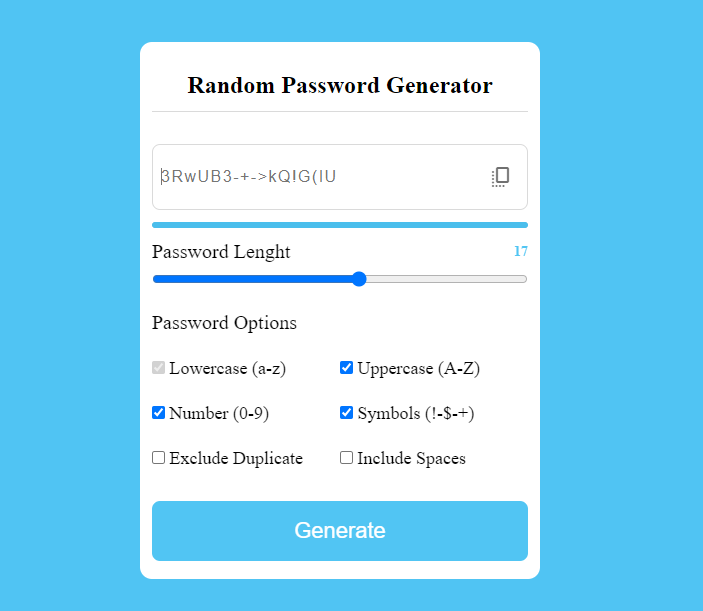 Random Password Generator
3RwUB3-+->kQ!G(IU
Password Lenght 17
Password Options
Lowercase (a-z) Uppercase (A-Z)
Number (0-9) Symbols (!-$-+)
Exclude Duplicate Include Spaces
Generate